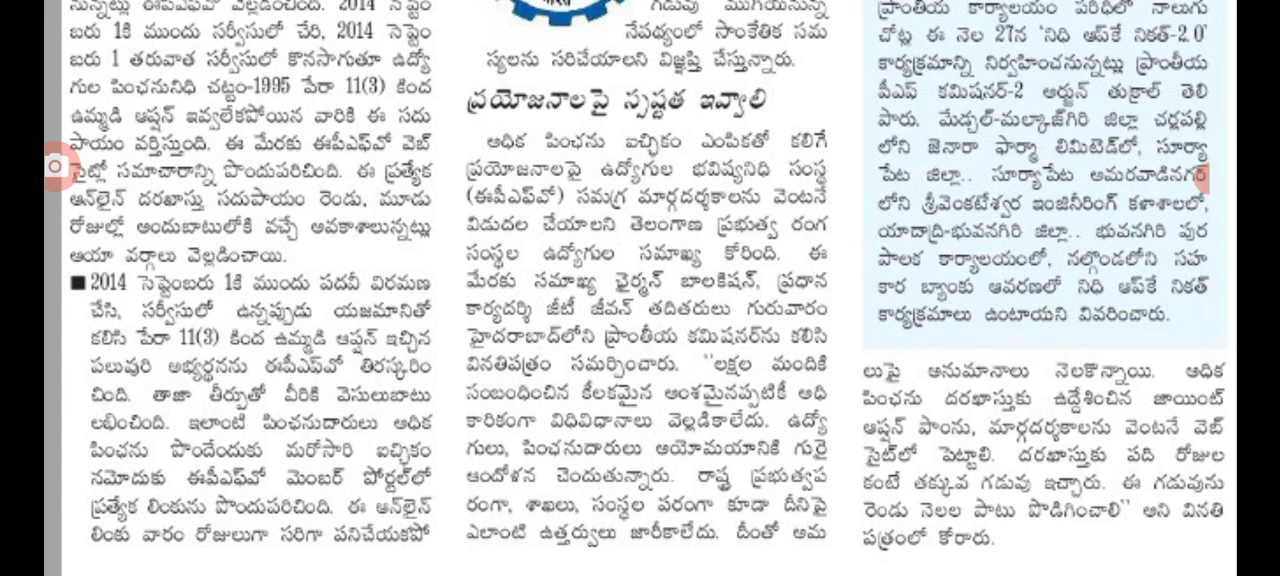 నున్నట్లు ఈపీఎఫ్‌వో వెల్లడించింది. 2014 సెప్టెం
బరు 1కి ముందు సర్వీసులో చేరి, 2014 సెప్టెం
బరు 1 తరువాత సర్వీసులో కొనసాగుతూ ఉద్యో
గుల పింఛనునిధి చట్టం-1995 పేరా 11(3) కింద
ఉమ్మడి ఆప్షన్ ఇవ్వలేకపోయిన వారికి ఈ సదు
పాయం వర్తిస్తుంది. ఈ మేరకు ఈపీఎఫ్‌వో వెబ్
సైట్లో సమాచారాన్ని పొందుపరిచింది. ఈ ప్రత్యేక
ఆన్‌లైన్ దరఖాస్తు సదుపాయం రెండు, మూడు
రోజుల్లో అందుబాటులోకి వచ్చే అవకాశాలున్నట్లు
ఆయా వర్గాలు వెల్లడించాయి.
■ 2014 సెప్టెంబరు 1కి ముందు పదవీ విరమణ
చేసి, సర్వీసులో ఉన్నప్పుడు యజమానితో
కలిసి పేరా 11(3) కింద ఉమ్మడి ఆప్షన్ ఇచ్చిన
పలువురి అభ్యర్థనను ఈపీఎఫ్‌వో తిరస్కరిం
చింది. తాజా తీర్పుతో వీరికి వెసులుబాటు
లభించింది. ఇలాంటి పింఛనుదారులు అధిక
పింఛను పొందేందుకు మరోసారి ఐచ్ఛికం
నమోదుకు ఈపీఎఫ్‌వో మెంబర్ పోర్టల్‌లో
ప్రత్యేక లింకును పొందుపరిచింది. ఈ ఆన్‌లైన్
లింకు వారం రోజులుగా సరిగా పనిచేయకపో
గడువు ముగియనున్న
నేపథ్యంలో సాంకేతిక సమ
స్యలను సరిచేయాలని విజ్ఞప్తి చేస్తున్నారు.
ప్రయోజనాలపై స్పష్టత ఇవ్వాలి
అధిక పింఛను ఐచ్ఛికం ఎంపికతో కలిగే
ప్రయోజనాలపై ఉద్యోగుల భవిష్యనిధి సంస్థ
(ఈపీఎఫ్‌వో) సమగ్ర మార్గదర్శకాలను వెంటనే
విడుదల చేయాలని తెలంగాణ ప్రభుత్వ రంగ
సంస్థల ఉద్యోగుల సమాఖ్య కోరింది. ఈ
మేరకు సమాఖ్య ఛైర్మన్ బాలకిషన్, ప్రధాన
కార్యదర్శి జీటీ జీవన్ తదితరులు గురువారం
హైదరాబాద్‌లోని ప్రాంతీయ కమిషనర్‌ను కలిసి
వినతిపత్రం సమర్పించారు. ‘‘లక్షల మందికి
సంబంధించిన కీలకమైన అంశమైనప్పటికీ అధి
కారికంగా విధివిధానాలు వెల్లడికాలేదు. ఉద్యో
గులు, పింఛనుదారులు అయోమయానికి గురై
ఆందోళన చెందుతున్నారు. రాష్ట్ర ప్రభుత్వప
రంగా, శాఖలు, సంస్థల పరంగా కూడా దీనిపై
ఎలాంటి ఉత్తర్వులు జారీకాలేదు. దీంతో అమ
ప్రాంతీయ కార్యాలయం పరిధిలో నాలుగు
చోట్ల ఈ నెల 27న ‘నిధి ఆప్‌కే నికత్-2.0’
కార్యక్రమాన్ని నిర్వహించనున్నట్లు ప్రాంతీయ
పీఎఫ్ కమిషనర్-2 అర్జున్ తుక్రాల్ తెలి
పారు. మేడ్చల్-మల్కాజ్‌గిరి జిల్లా చర్లపల్లి
లోని జెనారా ఫార్మా లిమిటెడ్‌లో, సూర్యా
పేట జిల్లా.. సూర్యాపేట అమరవాడినగర్
లోని శ్రీవెంకటేశ్వర ఇంజినీరింగ్ కళాశాలలో,
యాదాద్రి-భువనగిరి జిల్లా.. భువనగిరి పుర
పాలక కార్యాలయంలో, నల్గొండలోని సహ
కార బ్యాంకు ఆవరణలో నిధి ఆప్‌కే నికత్
కార్యక్రమాలు ఉంటాయని వివరించారు.
లుపై అనుమానాలు నెలకొన్నాయి. అధిక
పింఛను దరఖాస్తుకు ఉద్దేశించిన జాయింట్
ఆప్షన్ ఫాంను, మార్గదర్శకాలను వెంటనే వెబ్
సైట్‌లో పెట్టాలి. దరఖాస్తుకు పది రోజుల
కంటే తక్కువ గడువు ఇచ్చారు. ఈ గడువును
రెండు నెలల పాటు పొడిగించాలి’’ అని వినతి
పత్రంలో కోరారు.